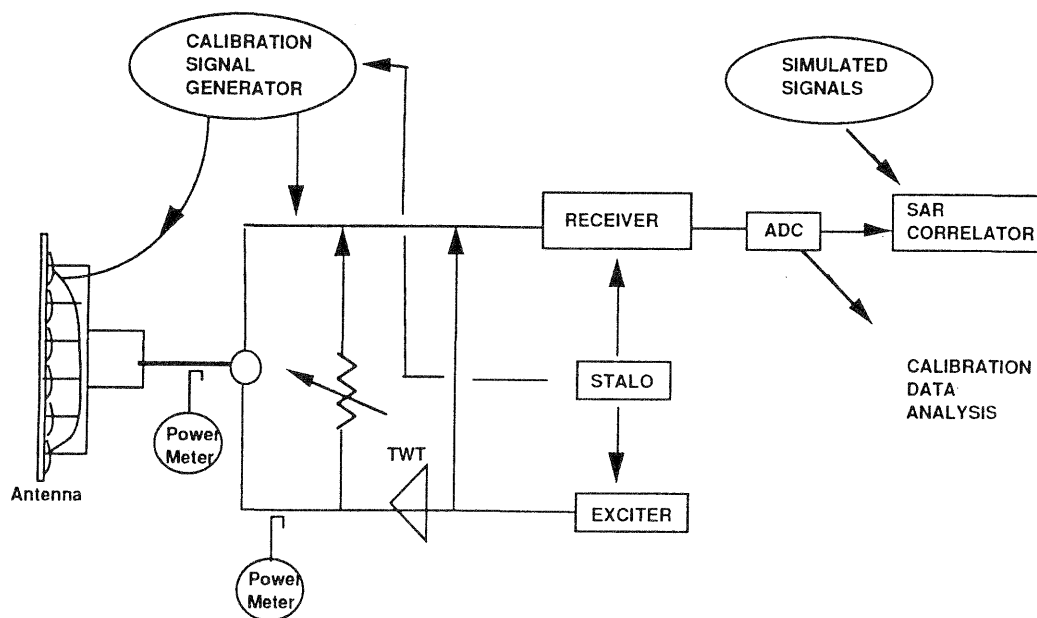 CALIBRATION
SIGNAL
GENERATOR
SIMULATED
SIGNALS
RECEIVER
ADC
SAR
CORRELATOR
STALO
CALIBRATION
DATA
ANALYSIS
Power
Meter
TWT
Antenna
EXCITER
Power
Meter